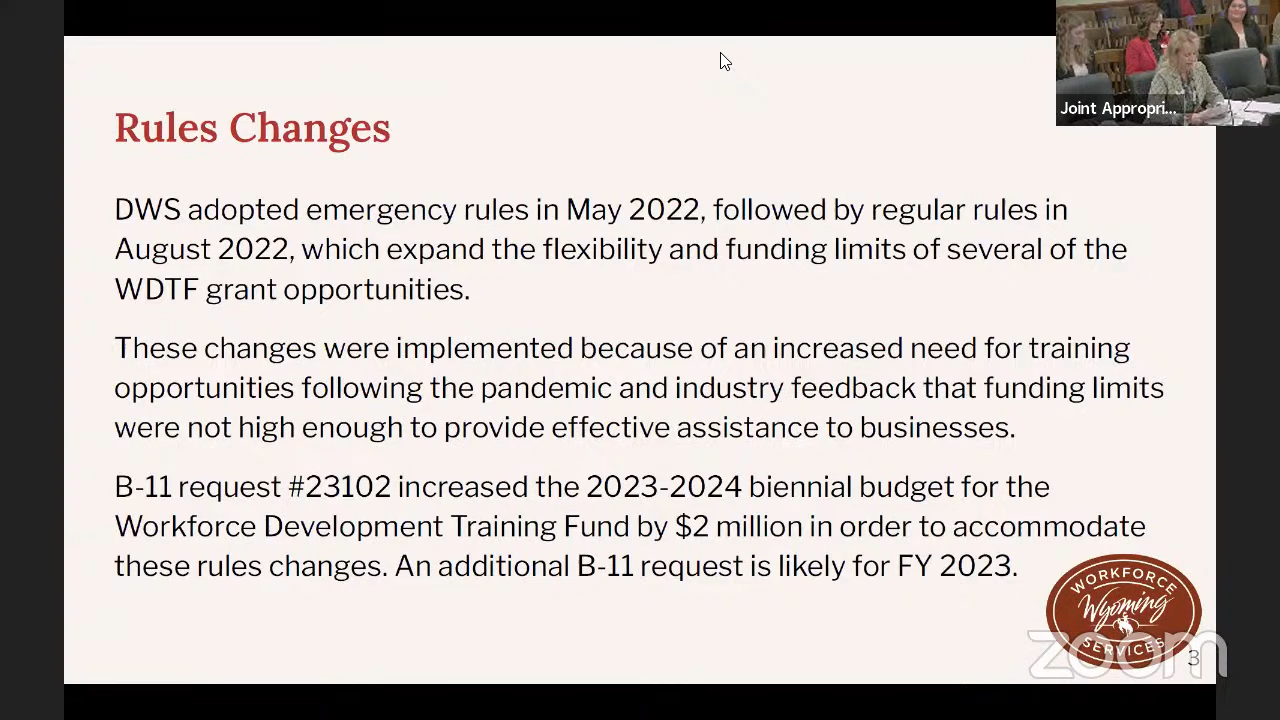 Joint Appropri...
Rules Changes
DWS adopted emergency rules in May 2022, followed by regular rules in
August 2022, which expand the flexibility and funding limits of several of the
WDTF grant opportunities.
These changes were implemented because of an increased need for training
opportunities following the pandemic and industry feedback that funding limits
were not high enough to provide effective assistance to businesses.
B-11 request #23102 increased the 2023-2024 biennial budget for the
Workforce Development Training Fund by $2 million in order to accommodate
these rules changes. An additional B-11 request is likely for FY 2023.
WORKFORCE
Wyoming
SERVICES
zoom
3